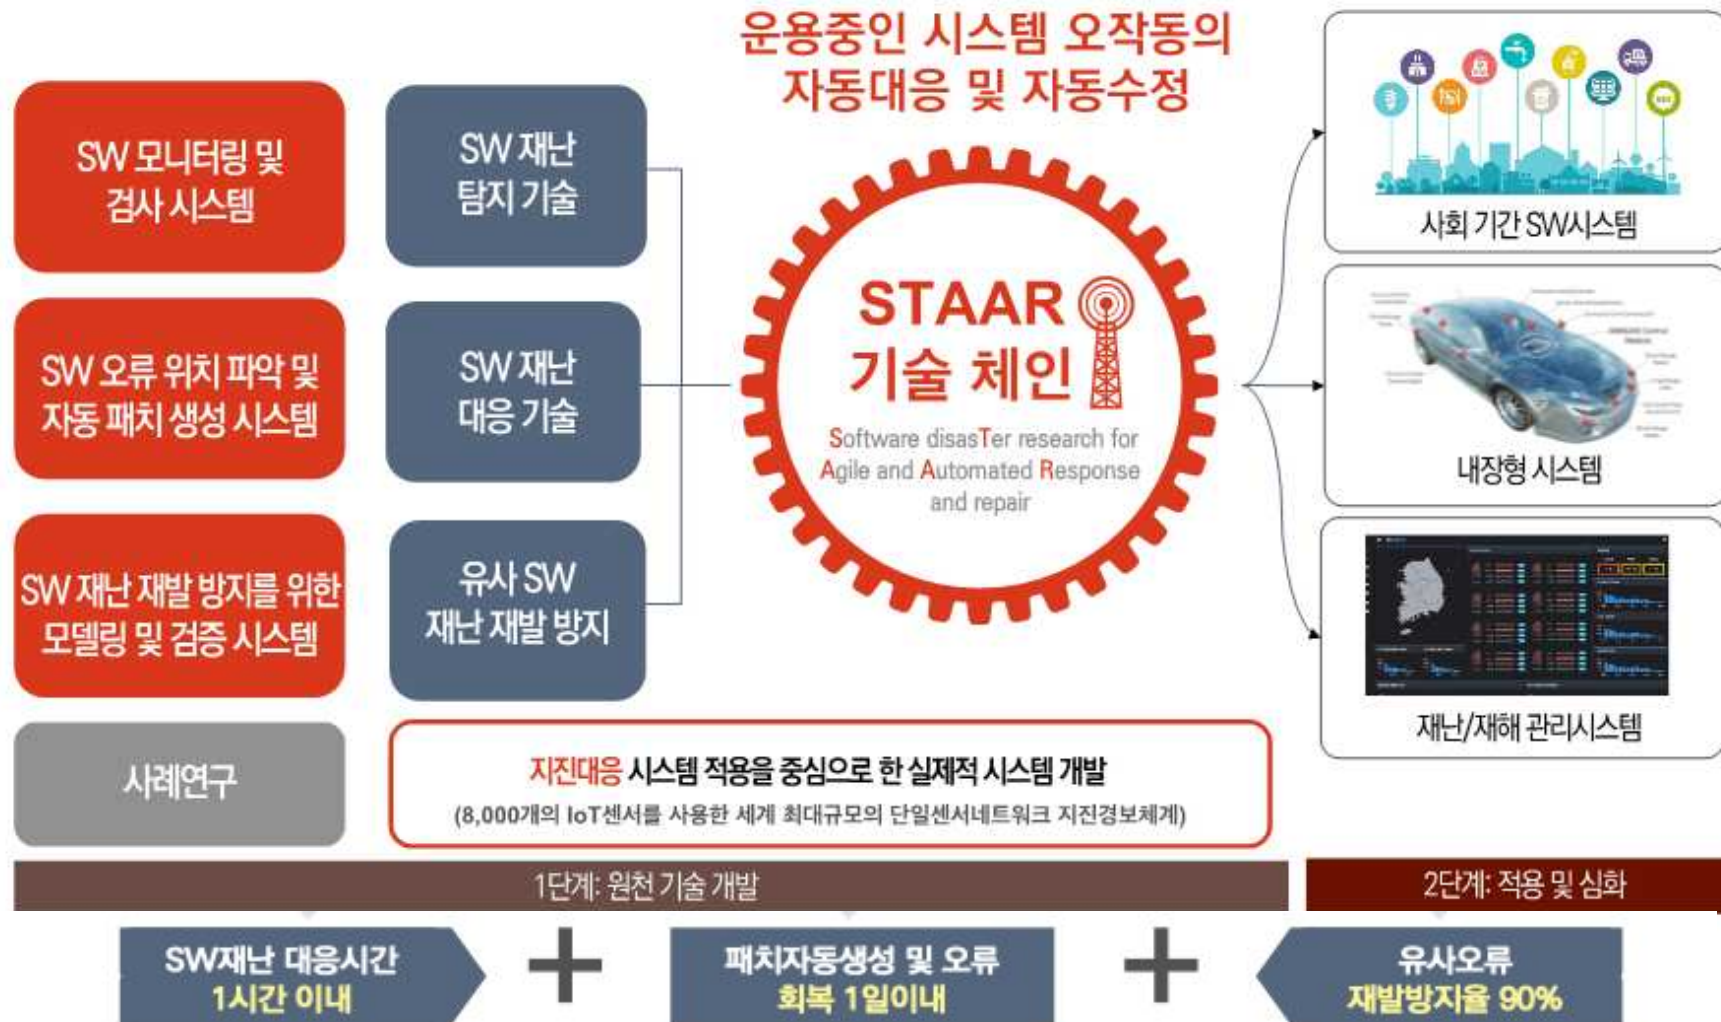 운용중인 시스템 오작동의
자동대응 및 자동수정
SW 모니터링 및
검사 시스템
SW 재난
탐지 기술
SW 오류 위치 파악 및
자동 패치 생성 시스템
SW 재난
대응 기술
SW 재난 재발 방지를 위한
모델링 및 검증 시스템
유사 SW
재난 재발 방지
STAAR
기술 체인
Software disasTer research for
Agile and Automated Response
and repair
사회 기간 SW시스템
내장형 시스템
재난/재해 관리시스템
사례연구
지진대응 시스템 적용을 중심으로 한 실제적 시스템 개발
(8,000개의 IoT센서를 사용한 세계 최대규모의 단일센서네트워크 지진경보체계)
1단계: 원천 기술 개발
2단계: 적용 및 심화
SW재난 대응시간
1시간 이내
+
패치자동생성 및 오류
회복 1일이내
+
유사오류
재발방지율 90%